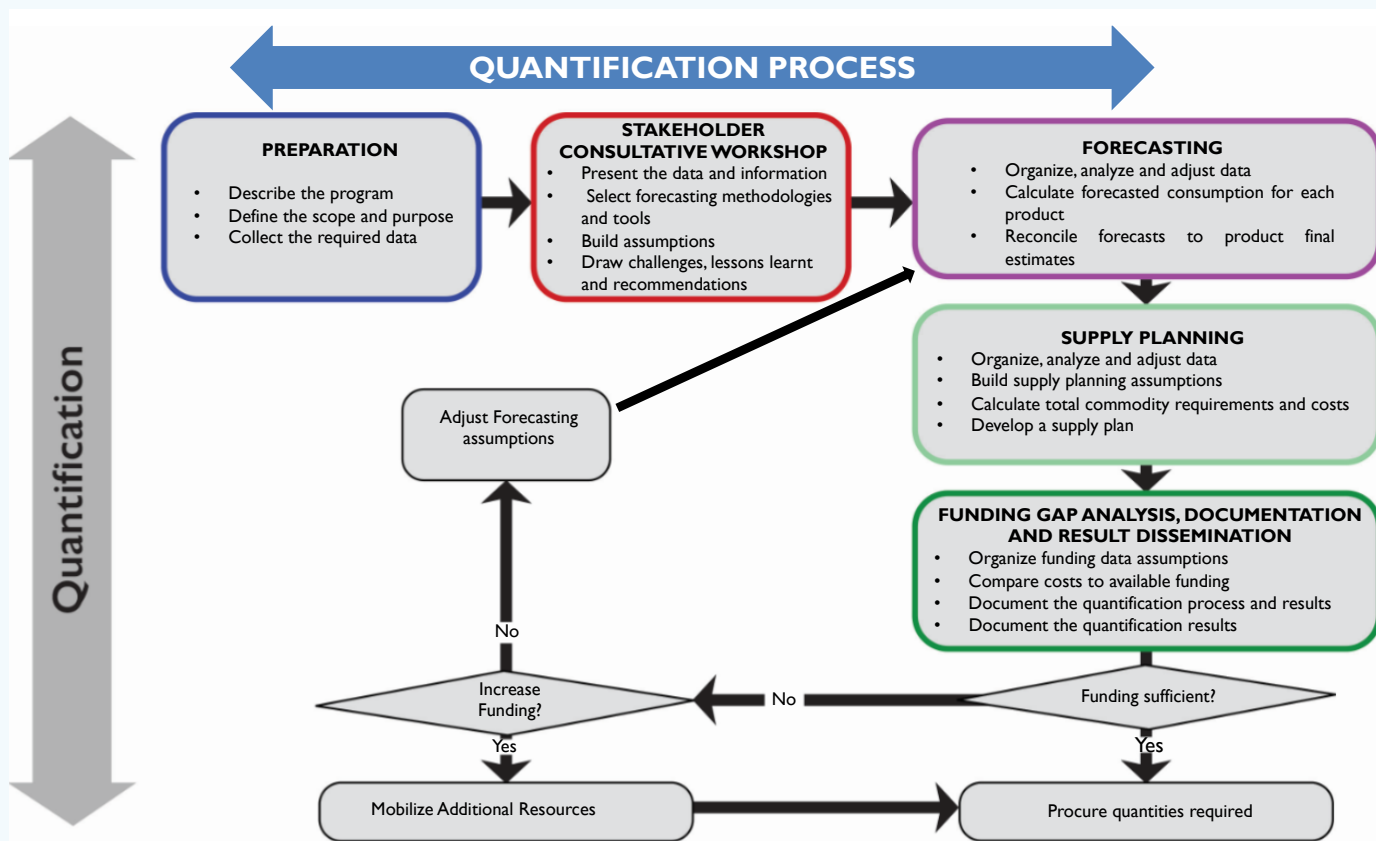 QUANTIFICATION PROCESS
Quantification
PREPARATION
• Describe the program
• Define the scope and purpose
• Collect the required data
STAKEHOLDER
CONSULTATIVE WORKSHOP
• Present the data and information
• Select forecasting methodologies
and tools
• Build assumptions
• Draw challenges, lessons learnt
and recommendations
FORECASTING
• Organize, analyze and adjust data
• Calculate forecasted consumption for each
product
• Reconcile forecasts to product final
estimates
SUPPLY PLANNING
• Organize, analyze and adjust data
• Build supply planning assumptions
• Calculate total commodity requirements and costs
• Develop a supply plan
FUNDING GAP ANALYSIS, DOCUMENTATION
AND RESULT DISSEMINATION
• Organize funding data assumptions
• Compare costs to available funding
• Document the quantification process and results
• Document the quantification results
Funding sufficient?
No
Yes
Increase
Funding?
No
Yes
Adjust Forecasting
assumptions
Mobilize Additional Resources
Procure quantities required